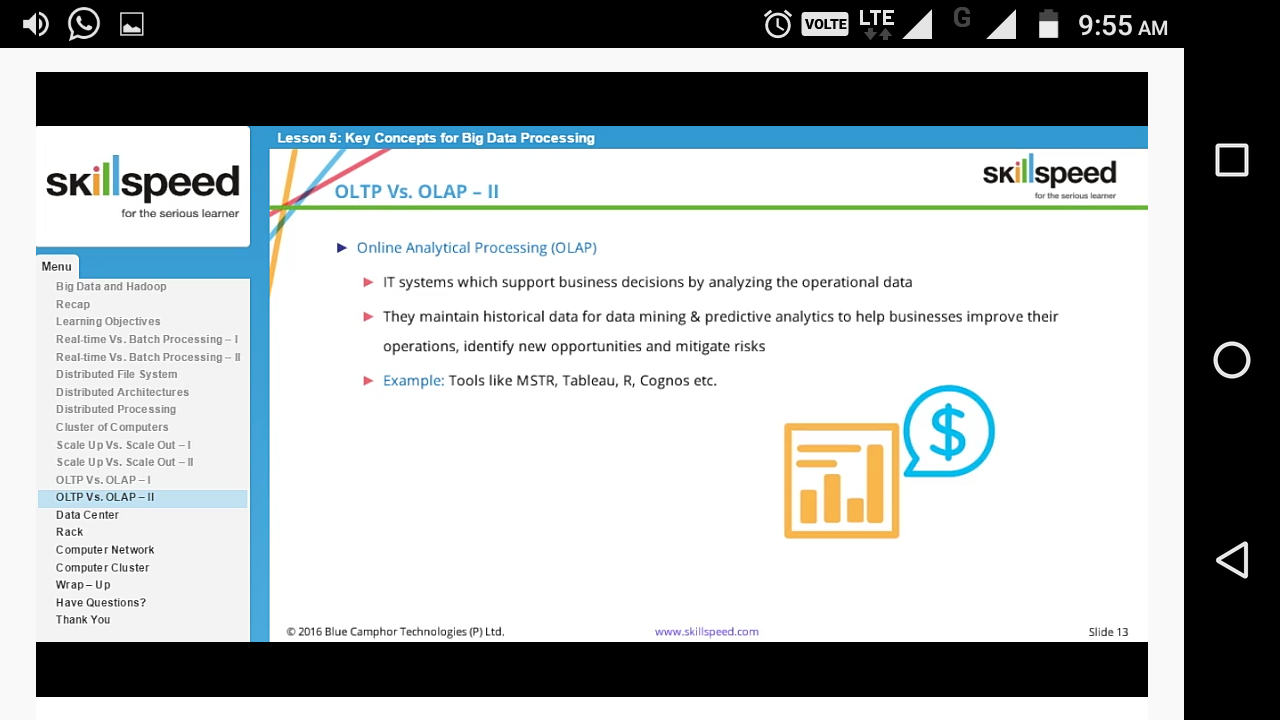 VOLTE LTE G 9:55 AM
Lesson 5: Key Concepts for Big Data Processing
skillspeed
for the serious learner
Menu
Big Data and Hadoop
Recap
Learning Objectives
Real-time Vs. Batch Processing – I
Real-time Vs. Batch Processing – II
Distributed File System
Distributed Architectures
Distributed Processing
Cluster of Computers
Scale Up Vs. Scale Out – I
Scale Up Vs. Scale Out – II
OLTP Vs. OLAP – I
OLTP Vs. OLAP – II
Data Center
Rack
Computer Network
Computer Cluster
Wrap – Up
Have Questions?
Thank You
OLTP Vs. OLAP – II
skillspeed
for the serious learner
Online Analytical Processing (OLAP)
IT systems which support business decisions by analyzing the operational data
They maintain historical data for data mining & predictive analytics to help businesses improve their
operations, identify new opportunities and mitigate risks
Example: Tools like MSTR, Tableau, R, Cognos etc.
$
© 2016 Blue Camphor Technologies (P) Ltd.
www.skillspeed.com
Slide 13